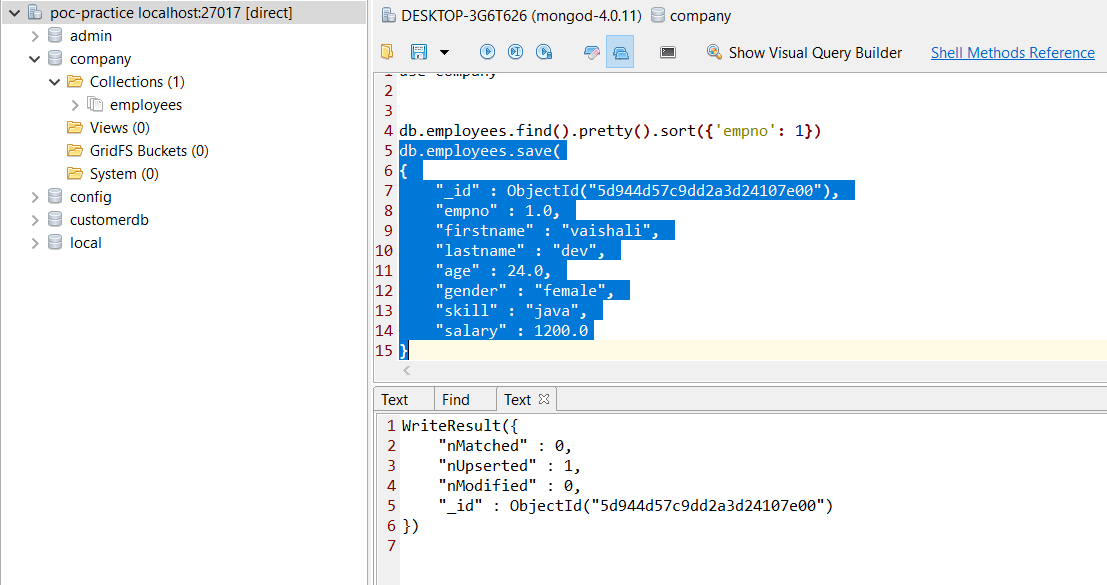 poc-practice localhost:27017 [direct]
admin
company
Collections (1)
employees
Views (0)
GridFS Buckets (0)
System (0)
config
customerdb
local
DESKTOP-3G6T626 (mongod-4.0.11) company
Show Visual Query Builder Shell Methods Reference
1 use company
2
3
4 db.employees.find().pretty().sort({'empno': 1})
5 db.employees.save(
6 {
7 "_id" : ObjectId("5d944d57c9dd2a3d24107e00"),
8 "empno" : 1.0,
9 "firstname" : "vaishali",
10 "lastname" : "dev",
11 "age" : 24.0,
12 "gender" : "female",
13 "skill" : "java",
14 "salary" : 1200.0
15 }
Text Find Text
1 WriteResult({
2 "nMatched" : 0,
3 "nUpserted" : 1,
4 "nModified" : 0,
5 "_id" : ObjectId("5d944d57c9dd2a3d24107e00")
6 })
7